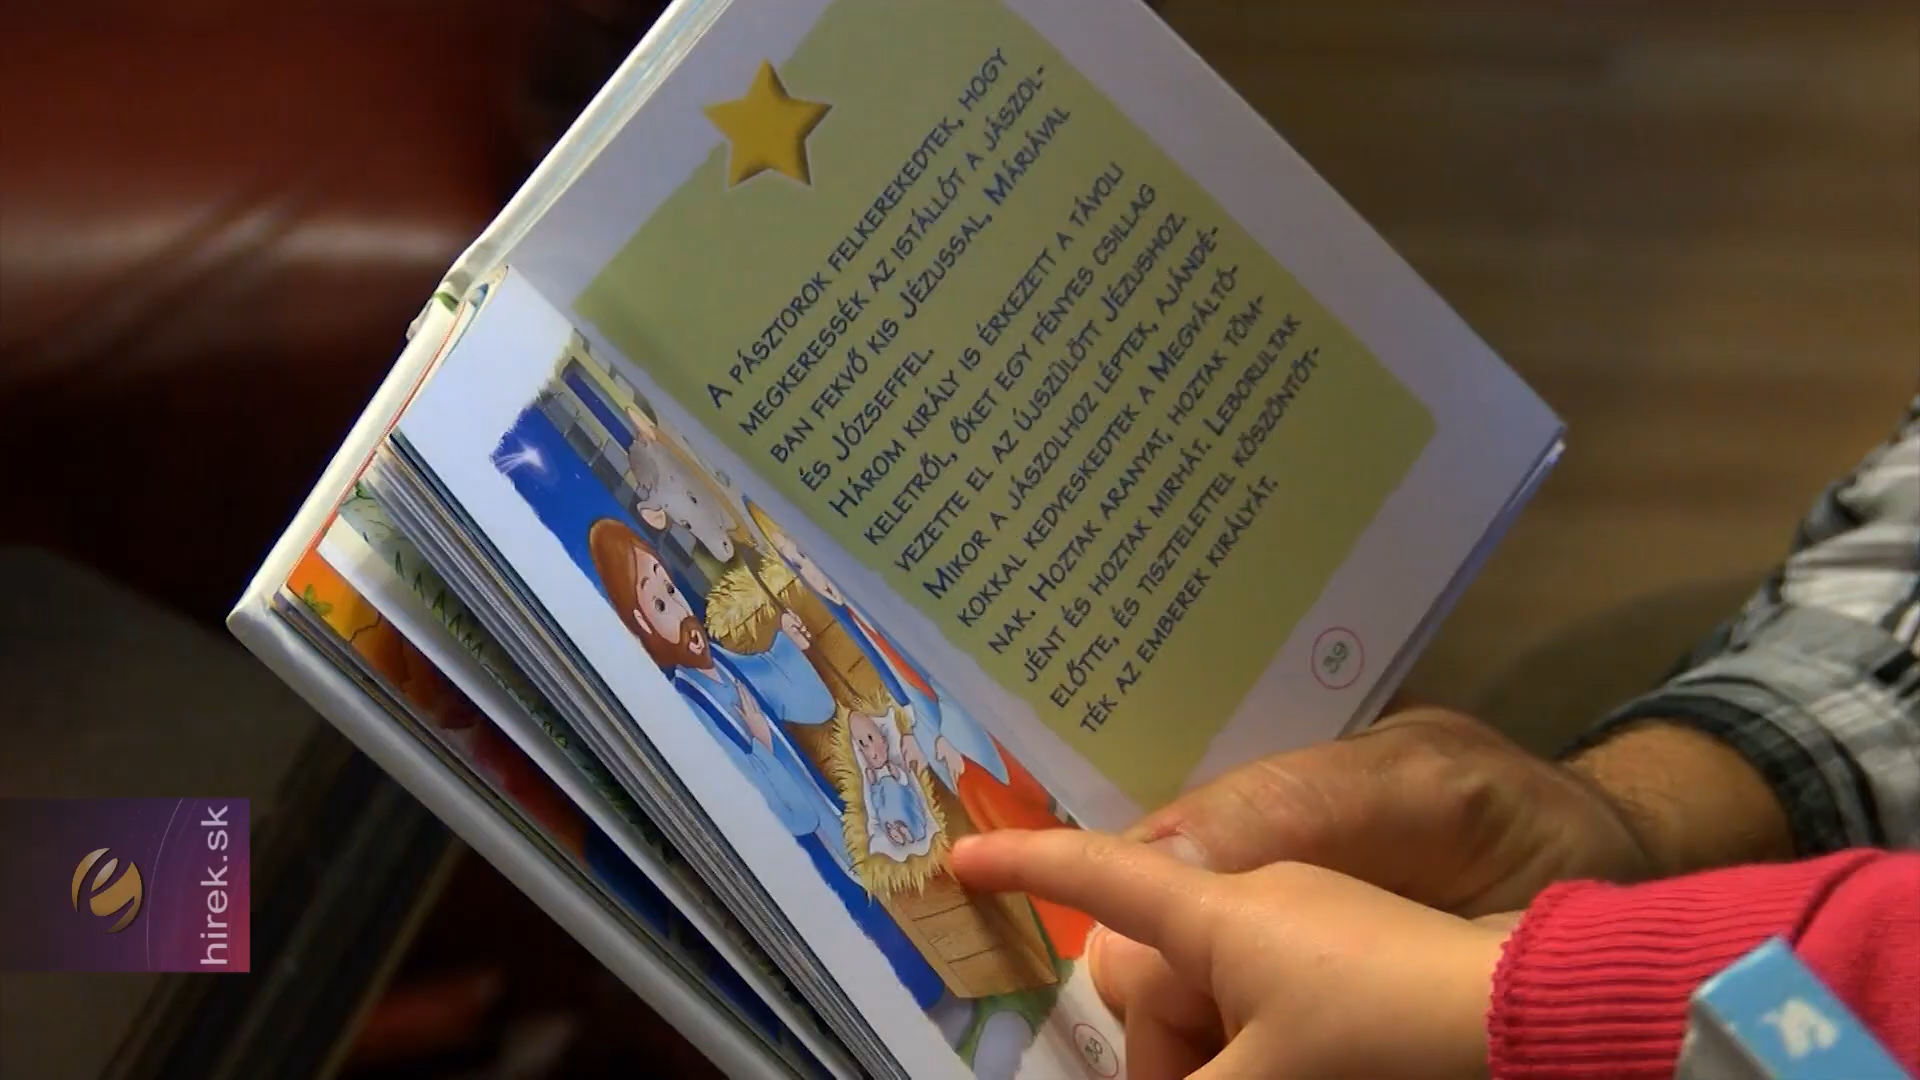 A PÁSZTOROK FELKEREKEDTEK, HOGY
MEGKERESSÉK AZ ISTÁLLÓT A JÁSZOL-
BAN FEKVŐ KIS JÉZUSSAL, MÁRIÁVAL
ÉS JÓZSEFFEL.
HÁROM KIRÁLY IS ÉRKEZETT A TÁVOLI
KELETRŐL, ŐKET EGY FÉNYES CSILLAG
VEZETTE EL AZ ÚJSZÜLÖTT JÉZUSHOZ.
MIKOR A JÁSZOLHOZ LÉPTEK, AJÁNDÉ-
KOKKAL KEDVESKEDTEK A MEGVÁLTÓ-
NAK. HOZTAK ARANYAT, HOZTAK TÖM-
JÉNT ÉS HOZTAK MIRHÁT. LEBORULTAK
ELŐTTE, ÉS TISZTELETTEL KÖSZÖNTÖT-
TÉK AZ EMBEREK KIRÁLYÁT.
39
38
hirek.sk